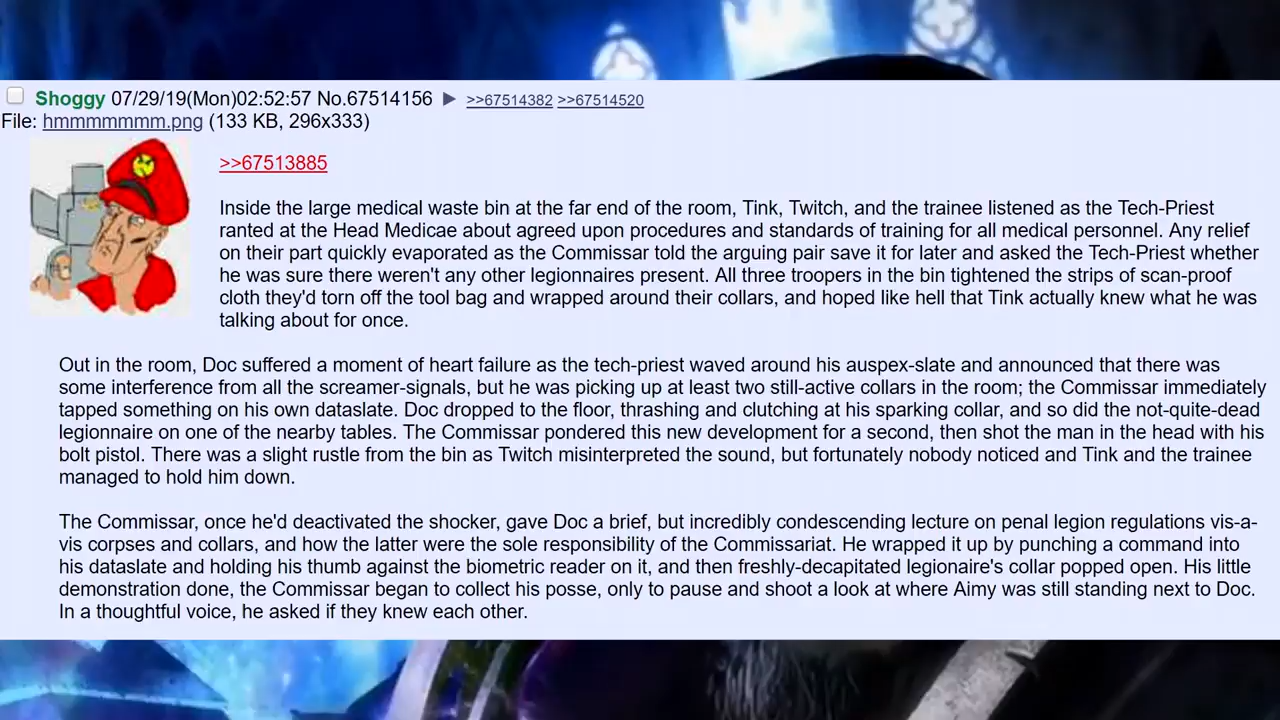 Shoggy 07/29/19(Mon)02:52:57 No.67514156 ▶ >>67514382 >>67514520
File: hmmmmmmm.png (133 KB, 296x333)
>>67513885
Inside the large medical waste bin at the far end of the room, Tink, Twitch, and the trainee listened as the Tech-Priest
ranted at the Head Medicae about agreed upon procedures and standards of training for all medical personnel. Any relief
on their part quickly evaporated as the Commissar told the arguing pair save it for later and asked the Tech-Priest whether
he was sure there weren't any other legionnaires present. All three troopers in the bin tightened the strips of scan-proof
cloth they'd torn off the tool bag and wrapped around their collars, and hoped like hell that Tink actually knew what he was
talking about for once.
Out in the room, Doc suffered a moment of heart failure as the tech-priest waved around his auspex-slate and announced that there was
some interference from all the screamer-signals, but he was picking up at least two still-active collars in the room; the Commissar immediately
tapped something on his own dataslate. Doc dropped to the floor, thrashing and clutching at his sparking collar, and so did the not-quite-dead
legionnaire on one of the nearby tables. The Commissar pondered this new development for a second, then shot the man in the head with his
bolt pistol. There was a slight rustle from the bin as Twitch misinterpreted the sound, but fortunately nobody noticed and Tink and the trainee
managed to hold him down.
The Commissar, once he'd deactivated the shocker, gave Doc a brief, but incredibly condescending lecture on penal legion regulations vis-a-
vis corpses and collars, and how the latter were the sole responsibility of the Commissariat. He wrapped it up by punching a command into
his dataslate and holding his thumb against the biometric reader on it, and then freshly-decapitated legionaire's collar popped open. His little
demonstration done, the Commissar began to collect his posse, only to pause and shoot a look at where Aimy was still standing next to Doc.
In a thoughtful voice, he asked if they knew each other.